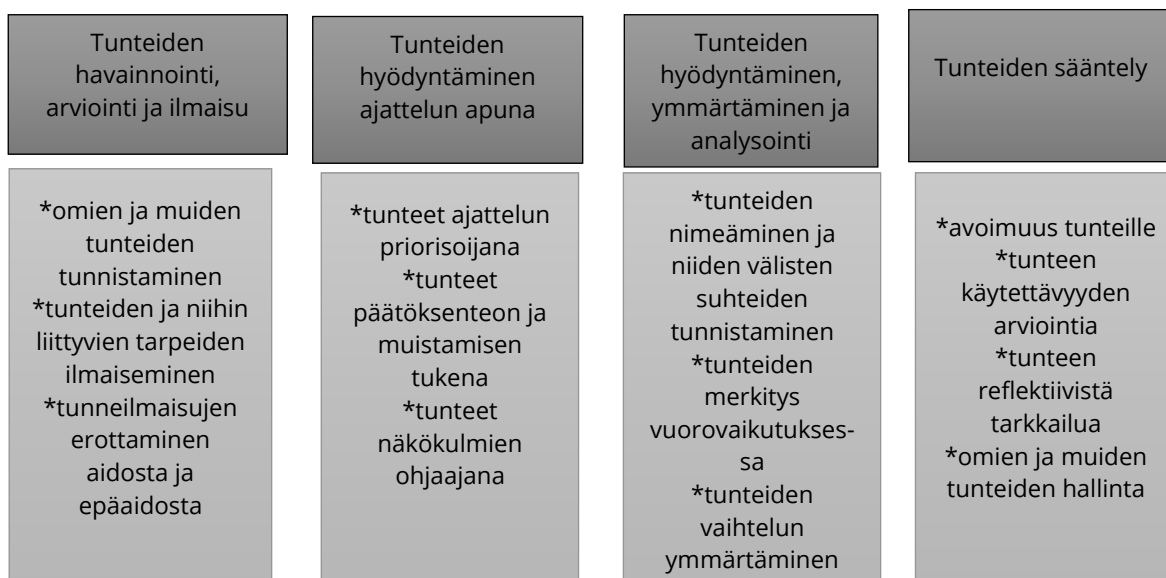 Tunteiden
havainnointi,
arviointi ja ilmaisu
*omien ja muiden
tunteiden
tunnistaminen
*tunteiden ja niihin
liittyvien tarpeiden
ilmaiseminen
*tunneilmaisujen
erottaminen
aidosta ja
epäaidosta
Tunteiden
hyödyntäminen
ajattelun apuna
*tunteet ajattelun
priorisoijana
*tunteet
päätöksenteon ja
muistamisen
tukena
*tunteet
näkökulmien
ohjaajana
Tunteiden
hyödyntäminen,
ymmärtäminen ja
analysointi
*tunteiden
nimeäminen ja
niiden välisten
suhteiden
tunnistaminen
*tunteiden
merkitys
vuorovaikutukses-
sa
*tunteiden
vaihtelun
ymmärtäminen
Tunteiden sääntely
*avoimuus tunteille
*tunteen
käytettävyyden
arviointia
*tunteen
reflektiivistä
tarkkailua
*omien ja muiden
tunteiden hallinta